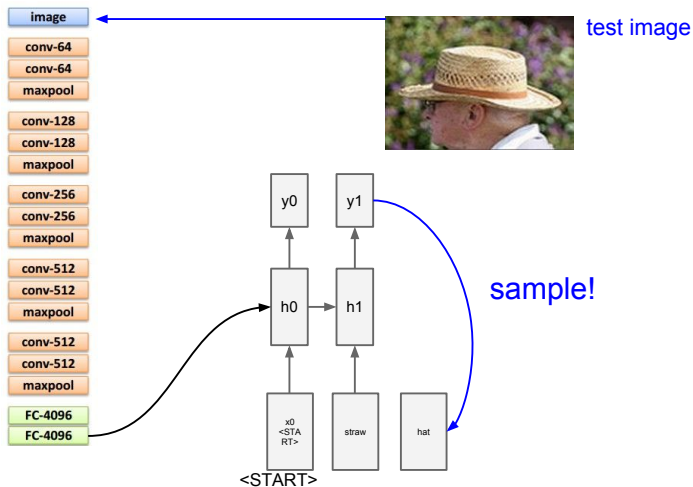 image
test image
conv-64
conv-64
maxpool
conv-128
conv-128
maxpool
conv-256
conv-256
maxpool
conv-512
conv-512
maxpool
conv-512
conv-512
maxpool
FC-4096
FC-4096
y0
y1
h0
h1
sample!
x0
<STA
RT>
straw
hat
<START>